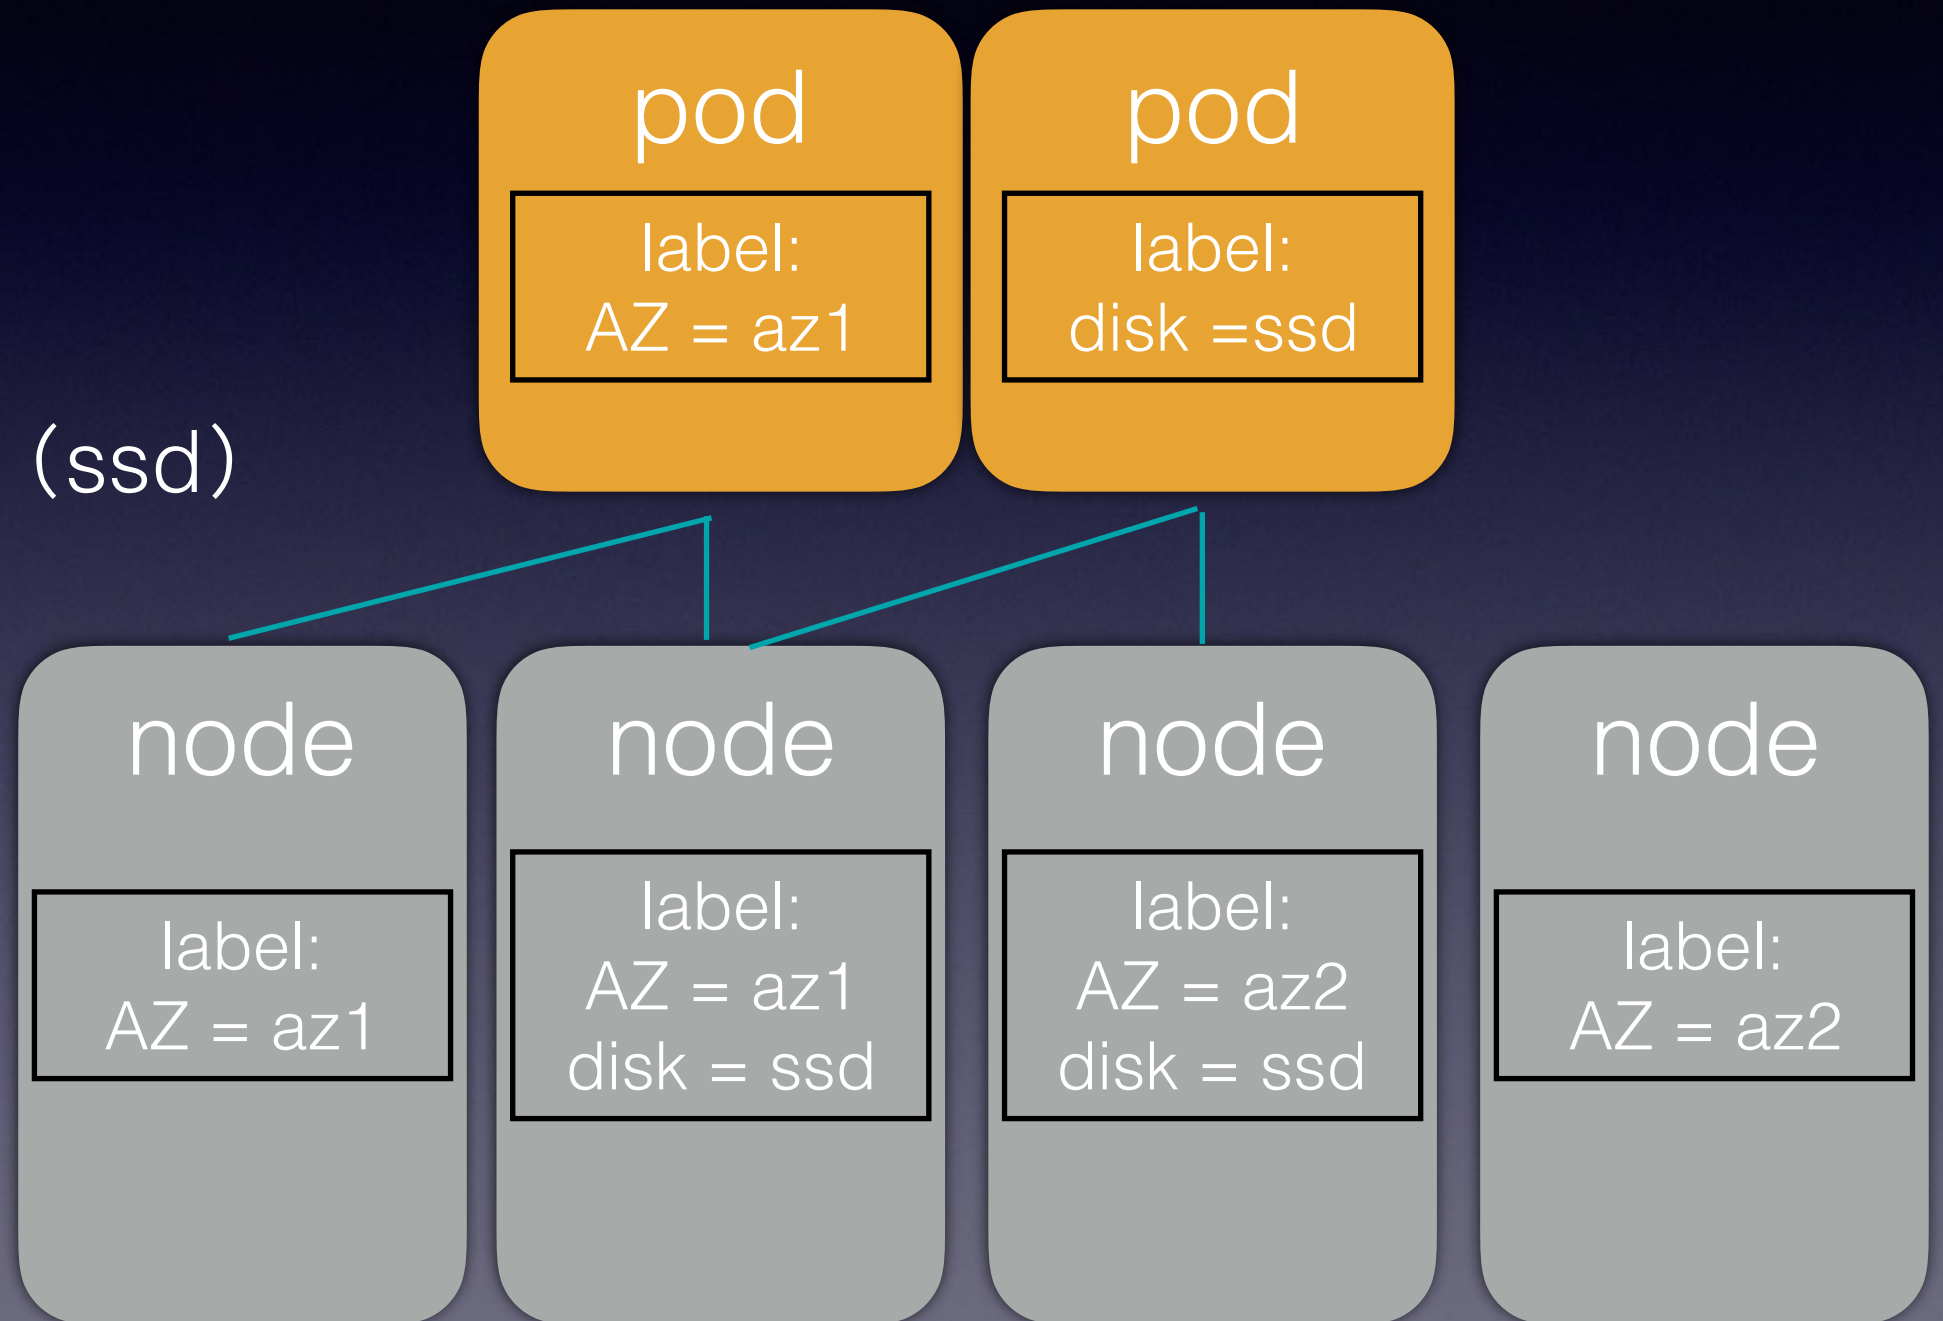 pod
label:
AZ = az1
pod
label:
disk =ssd
(ssd)
node
label:
AZ = az1
node
label:
AZ = az1
disk = ssd
node
label:
AZ = az2
disk = ssd
node
label:
AZ = az2